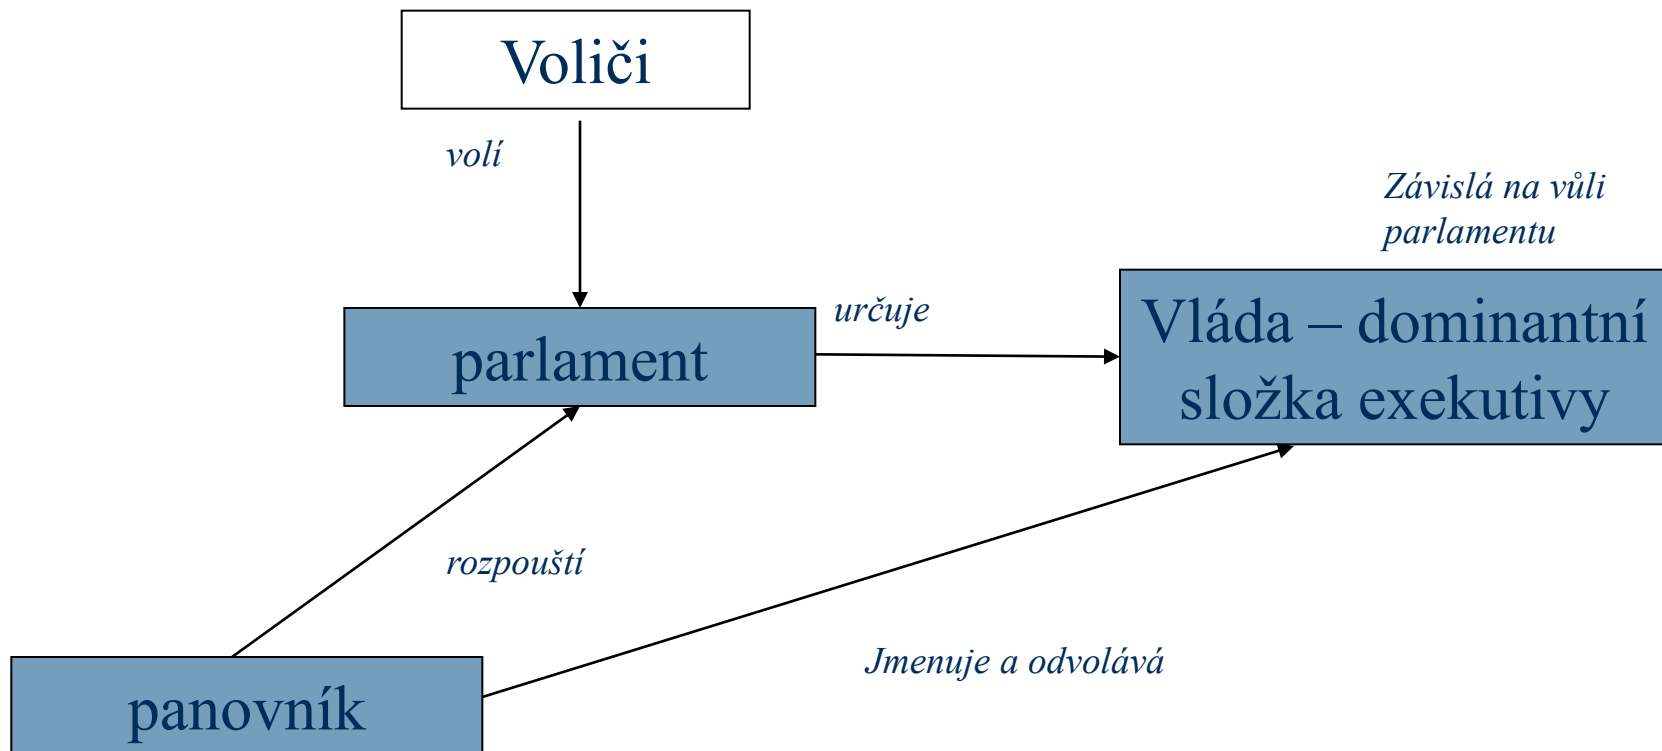 Voliči
volí
Závislá na vůli
parlamentu
určuje
Vláda – dominantní
složka exekutivy
parlament
rozpouští
Jmenuje a odvolává
panovník